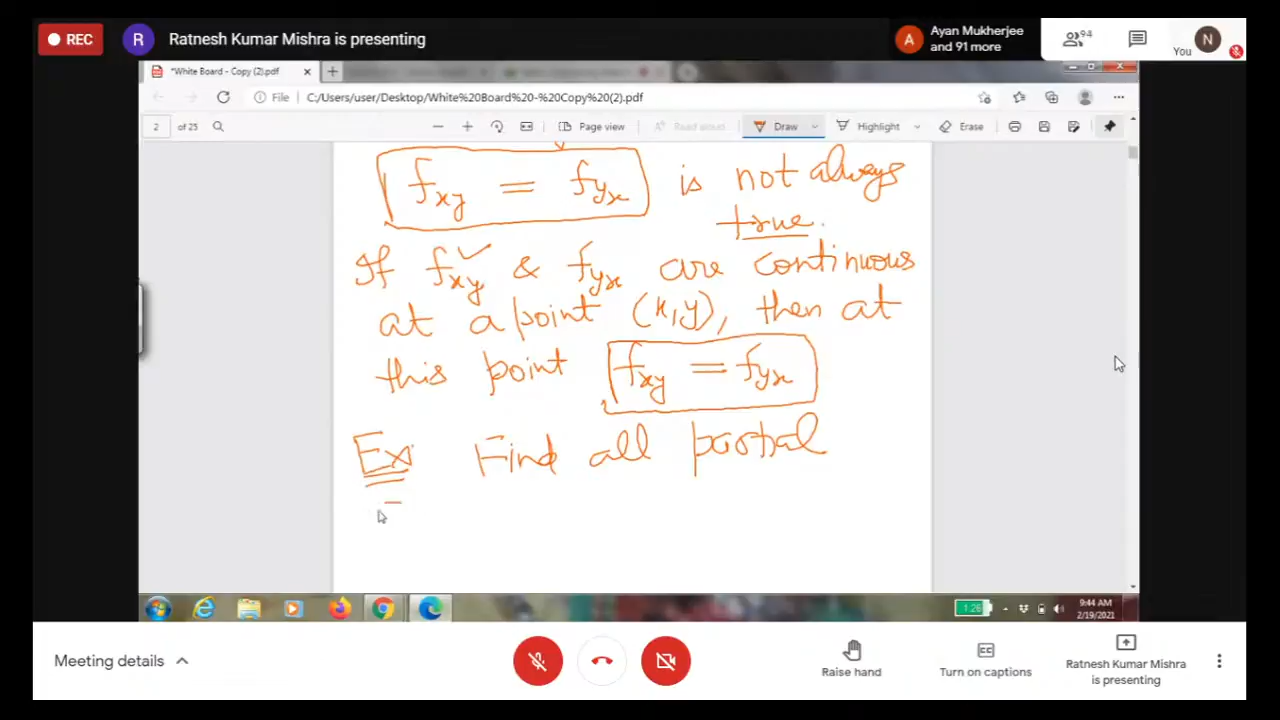 REC
R
Ratnesh Kumar Mishra is presenting
A
Ayan Mukherjee
and 91 more
94
You
N
*White Board - Copy (2).pdf
File
C:/Users/user/Desktop/White%20Board%20-%20Copy%20(2).pdf
2 of 25
Page view
Read aloud
Draw
Highlight
Erase
fxy = fyx is not always
true.
If fxy & fyx are continuous
at a point (x,y), then at
this point fxy = fyx
Ex Find all partial
1:26
9:44 AM
2/19/2021
Meeting details
Raise hand
Turn on captions
Ratnesh Kumar Mishra
is presenting